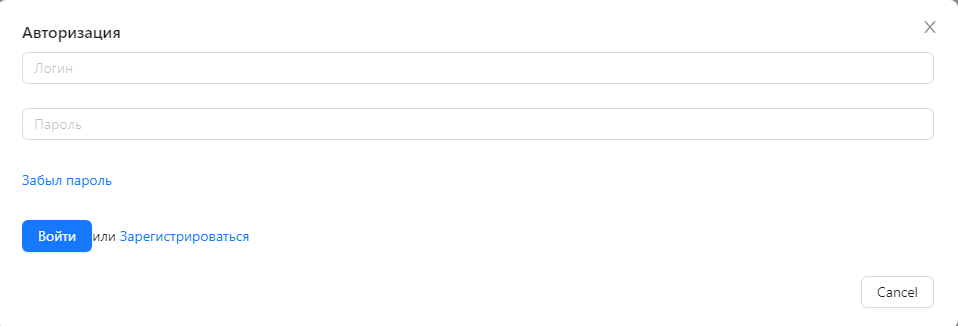 Авторизация
Логин
Пароль
Забыл пароль
Войти или Зарегистрироваться
Cancel